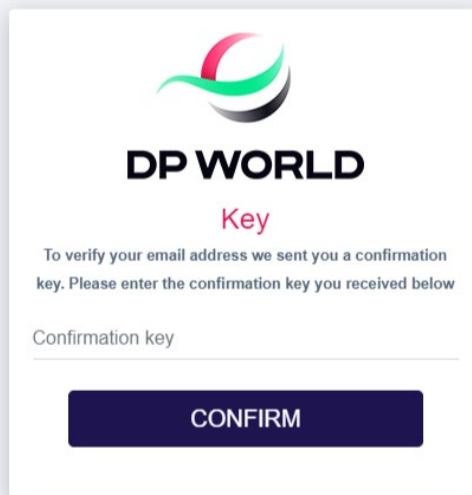 DP WORLD
Key
To verify your email address we sent you a confirmation
key. Please enter the confirmation key you received below
Confirmation key
CONFIRM